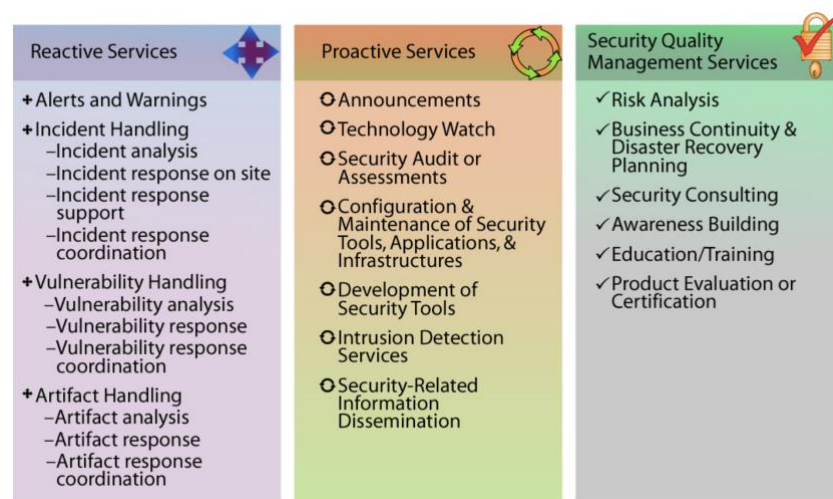 Reactive Services
+Alerts and Warnings
+Incident Handling
–Incident analysis
–Incident response on site
–Incident response
support
–Incident response
coordination
+Vulnerability Handling
–Vulnerability analysis
–Vulnerability response
–Vulnerability response
coordination
+Artifact Handling
–Artifact analysis
–Artifact response
–Artifact response
coordination
Proactive Services
Announcements
Technology Watch
Security Audit or
Assessments
Configuration &
Maintenance of Security
Tools, Applications, &
Infrastructures
Development of
Security Tools
Intrusion Detection
Services
Security-Related
Information
Dissemination
Security Quality
Management Services
✓Risk Analysis
✓Business Continuity &
Disaster Recovery
Planning
✓Security Consulting
✓Awareness Building
✓Education/Training
✓Product Evaluation or
Certification